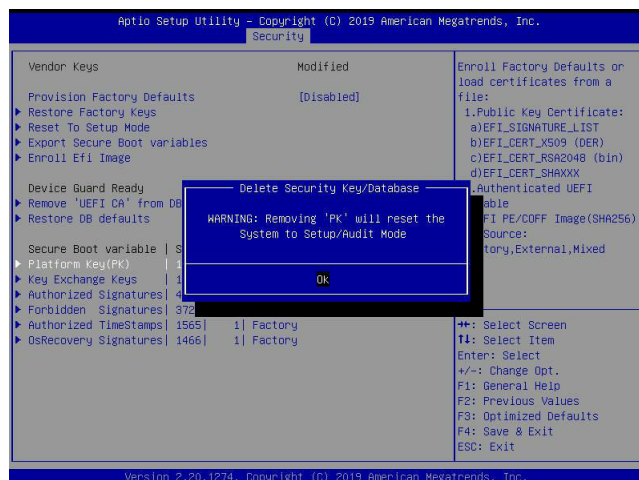 Aptio Setup Utility – Copyright (C) 2019 American Megatrends, Inc.
Security
Vendor Keys Modified
Provision Factory Defaults [Disabled]
Restore Factory Keys
Reset To Setup Mode
Export Secure Boot variables
Enroll Efi Image
Device Guard Ready
Remove 'UEFI CA' from DB
Restore DB defaults
Secure Boot variable | S
Platform Key(PK) | 1
Key Exchange Keys | 1
Authorized Signatures| 4
Forbidden Signatures| 372
Authorized TimeStamps| 1565| 1| Factory
OsRecovery Signatures| 1466| 1| Factory
Delete Security Key/Database
WARNING: Removing 'PK' will reset the
System to Setup/Audit Mode
Ok
Enroll Factory Defaults or
load certificates from a
file:
1.Public Key Certificate:
a)EFI_SIGNATURE_LIST
b)EFI_CERT_X509 (DER)
c)EFI_CERT_RSA2048 (bin)
d)EFI_CERT_SHAXXX
.Authenticated UEFI
able
FI PE/COFF Image(SHA256)
Source:
tory,External,Mixed
→←: Select Screen
↑↓: Select Item
Enter: Select
+/-: Change Opt.
F1: General Help
F2: Previous Values
F3: Optimized Defaults
F4: Save & Exit
ESC: Exit
Version 2.20.1274. Copyright (C) 2019 American Megatrends, Inc.